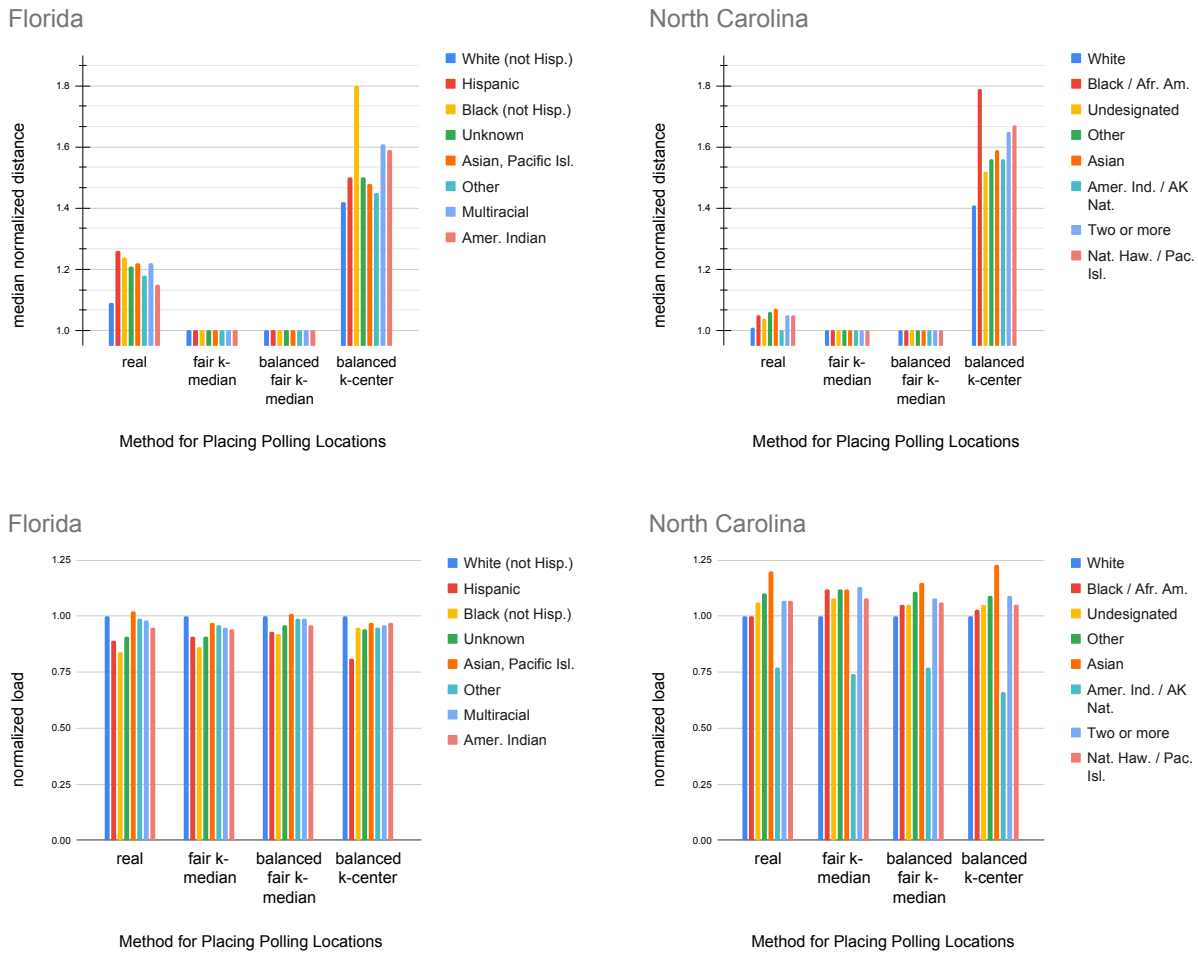 Florida
median normalized distance
1.8
1.6
1.4
1.2
1.0
real
fair k-
median
balanced
fair k-
median
balanced
k-center
Method for Placing Polling Locations
White (not Hisp.)
Hispanic
Black (not Hisp.)
Unknown
Asian, Pacific Isl.
Other
Multiracial
Amer. Indian
North Carolina
median normalized distance
1.8
1.6
1.4
1.2
1.0
real
fair k-
median
balanced
fair k-
median
balanced
k-center
Method for Placing Polling Locations
White
Black / Afr. Am.
Undesignated
Other
Asian
Amer. Ind. / AK
Nat.
Two or more
Nat. Haw. / Pac.
Isl.
Florida
normalized load
1.25
1.00
0.75
0.50
0.25
0.00
real
fair k-
median
balanced
fair k-
median
balanced
k-center
Method for Placing Polling Locations
White (not Hisp.)
Hispanic
Black (not Hisp.)
Unknown
Asian, Pacific Isl.
Other
Multiracial
Amer. Indian
North Carolina
normalized load
1.25
1.00
0.75
0.50
0.25
0.00
real
fair k-
median
balanced
fair k-
median
balanced
k-center
Method for Placing Polling Locations
White
Black / Afr. Am.
Undesignated
Other
Asian
Amer. Ind. / AK
Nat.
Two or more
Nat. Haw. / Pac.
Isl.